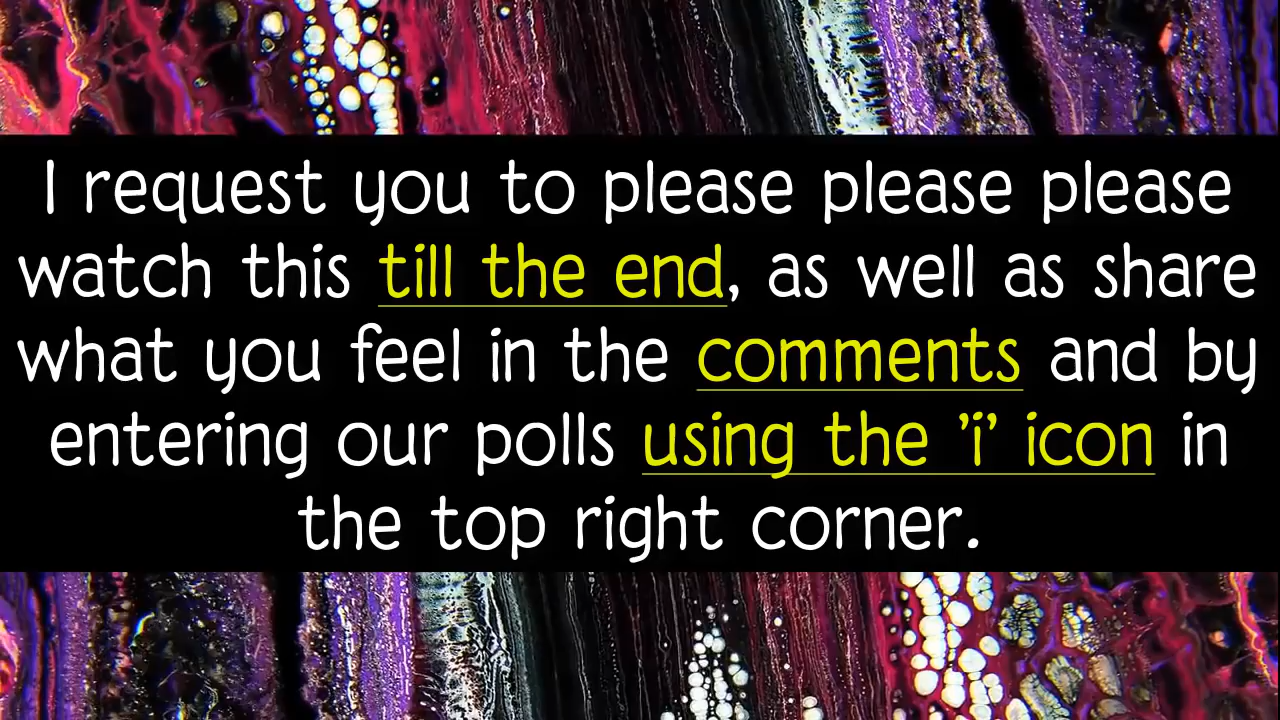 I request you to please please please
watch this till the end, as well as share
what you feel in the comments and by
entering our polls using the ’i’ icon in
the top right corner.